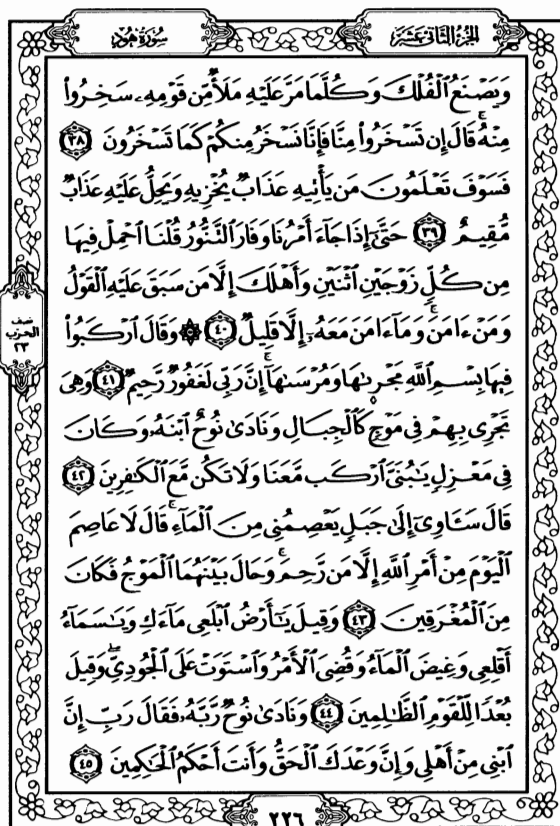 الجزء الثاني عشر
سورة هود
وَيَصۡنَعُ ٱلۡفُلۡكَ وَكُلَّمَا مَرَّ عَلَيۡهِ مَلَأٞ مِّن قَوۡمِهِۦ سَخِرُواْ
مِنۡهُۚ قَالَ إِن تَسۡخَرُواْ مِنَّا فَإِنَّا نَسۡخَرُ مِنكُمۡ كَمَا تَسۡخَرُونَ ٣٨
فَسَوۡفَ تَعۡلَمُونَ مَن يَأۡتِيهِ عَذَابٞ يُخۡزِيهِ وَيَحِلُّ عَلَيۡهِ عَذَابٞ
مُّقِيمٌ ٣٩ حَتَّىٰٓ إِذَا جَآءَ أَمۡرُنَا وَفَارَ ٱلتَّنُّورُ قُلۡنَا ٱحۡمِلۡ فِيهَا
مِن كُلّٖ زَوۡجَيۡنِ ٱثۡنَيۡنِ وَأَهۡلَكَ إِلَّا مَن سَبَقَ عَلَيۡهِ ٱلۡقَوۡلُ
وَمَنۡ ءَامَنَۚ وَمَآ ءَامَنَ مَعَهُۥٓ إِلَّا قَلِيلٞ ٤٠ ۞ وَقَالَ ٱرۡكَبُواْ
فِيهَا بِسۡمِ ٱللَّهِ مَجۡر۪ىٰهَا وَمُرۡسَىٰهَآۚ إِنَّ رَبِّي لَغَفُورٞ رَّحِيمٞ ٤١ وَهِيَ
تَجۡرِي بِهِمۡ فِي مَوۡجٖ كَٱلۡجِبَالِ وَنَادَىٰ نُوحٌ ٱبۡنَهُۥ وَكَانَ
فِي مَعۡزِلٖ يَٰبُنَيَّ ٱرۡكَب مَّعَنَا وَلَا تَكُن مَّعَ ٱلۡكَٰفِرِينَ ٤٢
قَالَ سَـَٔاوِيٓ إِلَىٰ جَبَلٖ يَعۡصِمُنِي مِنَ ٱلۡمَآءِۚ قَالَ لَا عَاصِمَ
ٱلۡيَوۡمَ مِنۡ أَمۡرِ ٱللَّهِ إِلَّا مَن رَّحِمَۚ وَحَالَ بَيۡنَهُمَا ٱلۡمَوۡجُ فَكَانَ
مِنَ ٱلۡمُغۡرَقِينَ ٤٣ وَقِيلَ يَٰٓأَرۡضُ ٱبۡلَعِي مَآءَكِ وَيَٰسَمَآءُ
أَقۡلِعِي وَغِيضَ ٱلۡمَآءُ وَقُضِيَ ٱلۡأَمۡرُ وَٱسۡتَوَتۡ عَلَى ٱلۡجُودِيِّۖ وَقِيلَ
بُعۡدٗا لِّلۡقَوۡمِ ٱلظَّٰلِمِينَ ٤٤ وَنَادَىٰ نُوحٞ رَّبَّهُۥ فَقَالَ رَبِّ إِنَّ
ٱبۡنِي مِنۡ أَهۡلِي وَإِنَّ وَعۡدَكَ ٱلۡحَقُّ وَأَنتَ أَحۡكَمُ ٱلۡحَٰكِمِينَ ٤٥
نصف
الحزب
٢٣
٢٢٦